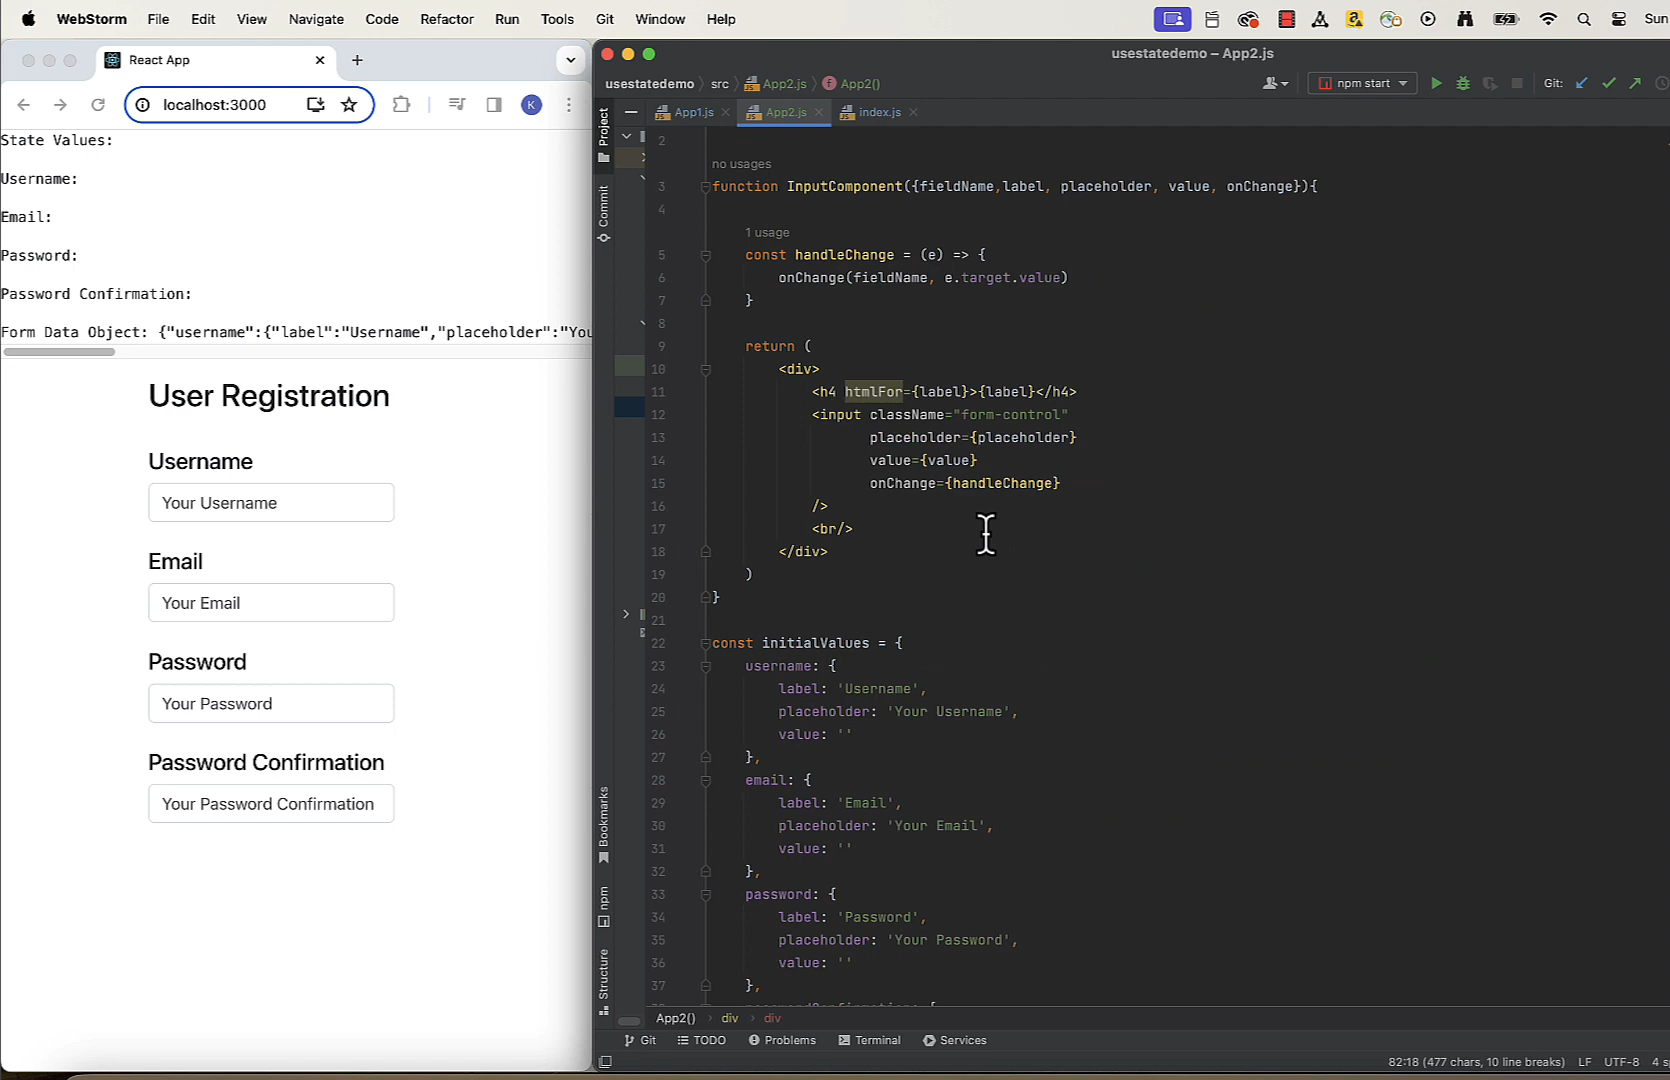 WebStorm File Edit View Navigate Code Refactor Run Tools Git Window Help Sun
React App
localhost:3000
K
State Values:
Username:
Email:
Password:
Password Confirmation:
Form Data Object: {"username":{"label":"Username","placeholder":"You
User Registration
Username
Your Username
Email
Your Email
Password
Your Password
Password Confirmation
Your Password Confirmation
usestatedemo – App2.js
usestatedemo src App2.js App2()
npm start Git:
App1.js App2.js index.js
Project
Commit
Bookmarks
npm
Structure
2
no usages
3 function InputComponent({fieldName,label, placeholder, value, onChange}){
4
1 usage
5 const handleChange = (e) => {
6 onChange(fieldName, e.target.value)
7 }
8
9 return (
10 <div>
11 <h4 htmlFor={label}>{label}</h4>
12 <input className="form-control"
13 placeholder={placeholder}
14 value={value}
15 onChange={handleChange}
16 />
17 <br/>
18 </div>
19 )
20 }
21
22 const initialValues = {
23 username: {
24 label: 'Username',
25 placeholder: 'Your Username',
26 value: ''
27 },
28 email: {
29 label: 'Email',
30 placeholder: 'Your Email',
31 value: ''
32 },
33 password: {
34 label: 'Password',
35 placeholder: 'Your Password',
36 value: ''
37 },
App2() div div
Git TODO Problems Terminal Services
82:18 (477 chars, 10 line breaks) LF UTF-8 4 s